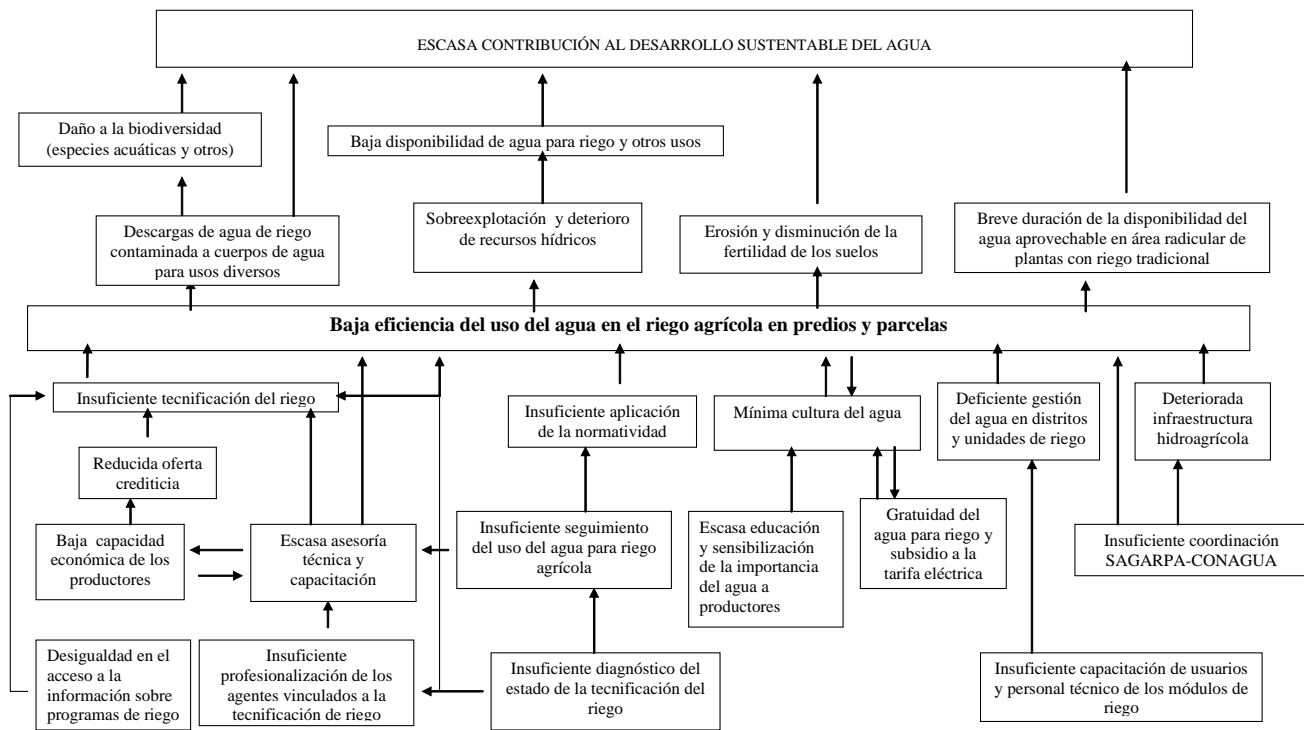 ESCASA CONTRIBUCIÓN AL DESARROLLO SUSTENTABLE DEL AGUA
Daño a la biodiversidad
(especies acuáticas y otros)
Baja disponibilidad de agua para riego y otros usos
Descargas de agua de riego
contaminada a cuerpos de agua
para usos diversos
Sobreexplotación y deterioro
de recursos hídricos
Erosión y disminución de la
fertilidad de los suelos
Breve duración de la disponibilidad del
agua aprovechable en área radicular de
plantas con riego tradicional
Baja eficiencia del uso del agua en el riego agrícola en predios y parcelas
Insuficiente tecnificación del riego
Insuficiente aplicación
de la normatividad
Mínima cultura del agua
Deficiente gestión
del agua en distritos
y unidades de riego
Deteriorada
infraestructura
hidroagrícola
Reducida oferta
crediticia
Baja capacidad
económica de los
productores
Escasa asesoría
técnica y
capacitación
Insuficiente seguimiento
del uso del agua para riego
agrícola
Escasa educación
y sensibilización
de la importancia
del agua a
productores
Gratuidad del
agua para riego y
subsidio a la
tarifa eléctrica
Insuficiente coordinación
SAGARPA-CONAGUA
Desigualdad en el
acceso a la
información sobre
programas de riego
Insuficiente
profesionalización de los
agentes vinculados a la
tecnificación de riego
Insuficiente diagnóstico del
estado de la tecnificación del
riego
Insuficiente capacitación de usuarios
y personal técnico de los módulos de
riego